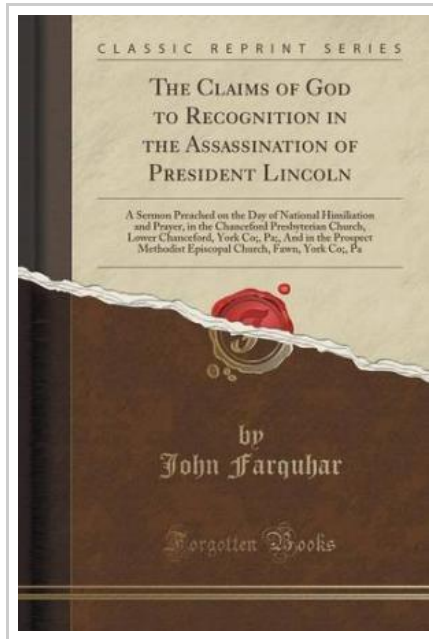 CLASSIC REPRINT SERIES
THE CLAIMS OF GOD
TO RECOGNITION IN
THE ASSASSINATION OF
PRESIDENT LINCOLN
A Sermon Preached on the Day of National Himiliation
and Prayer, in the Chanceford Presbyterian Church,
Lower Chanceford, York Co;, Pa;, And in the Prospect
Methodist Episcopal Church, Fawn, York Co;, Pa
by
John Farquhar
Forgotten Books